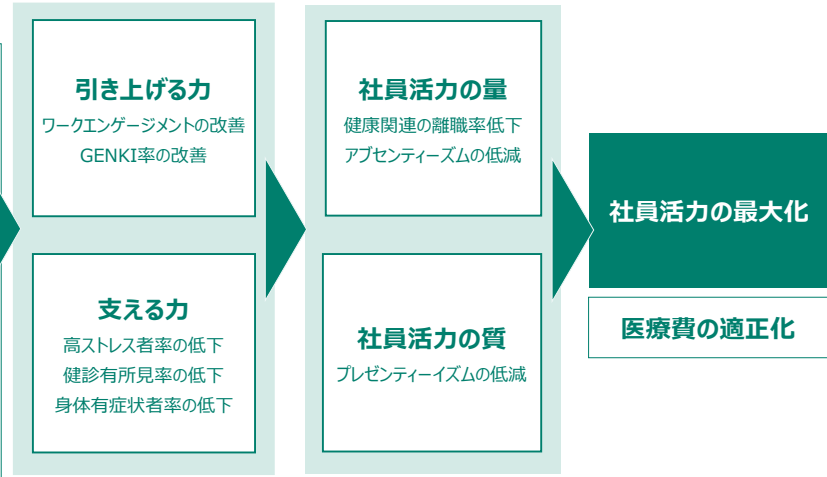 引き上げる力
ワークエンゲージメントの改善
GENKI率の改善
支える力
高ストレス者率の低下
健診有所見率の低下
身体有症状者率の低下
社員活力の量
健康関連の離職率低下
アブセンティーズムの低減
社員活力の質
プレゼンティーイズムの低減
社員活力の最大化
医療費の適正化